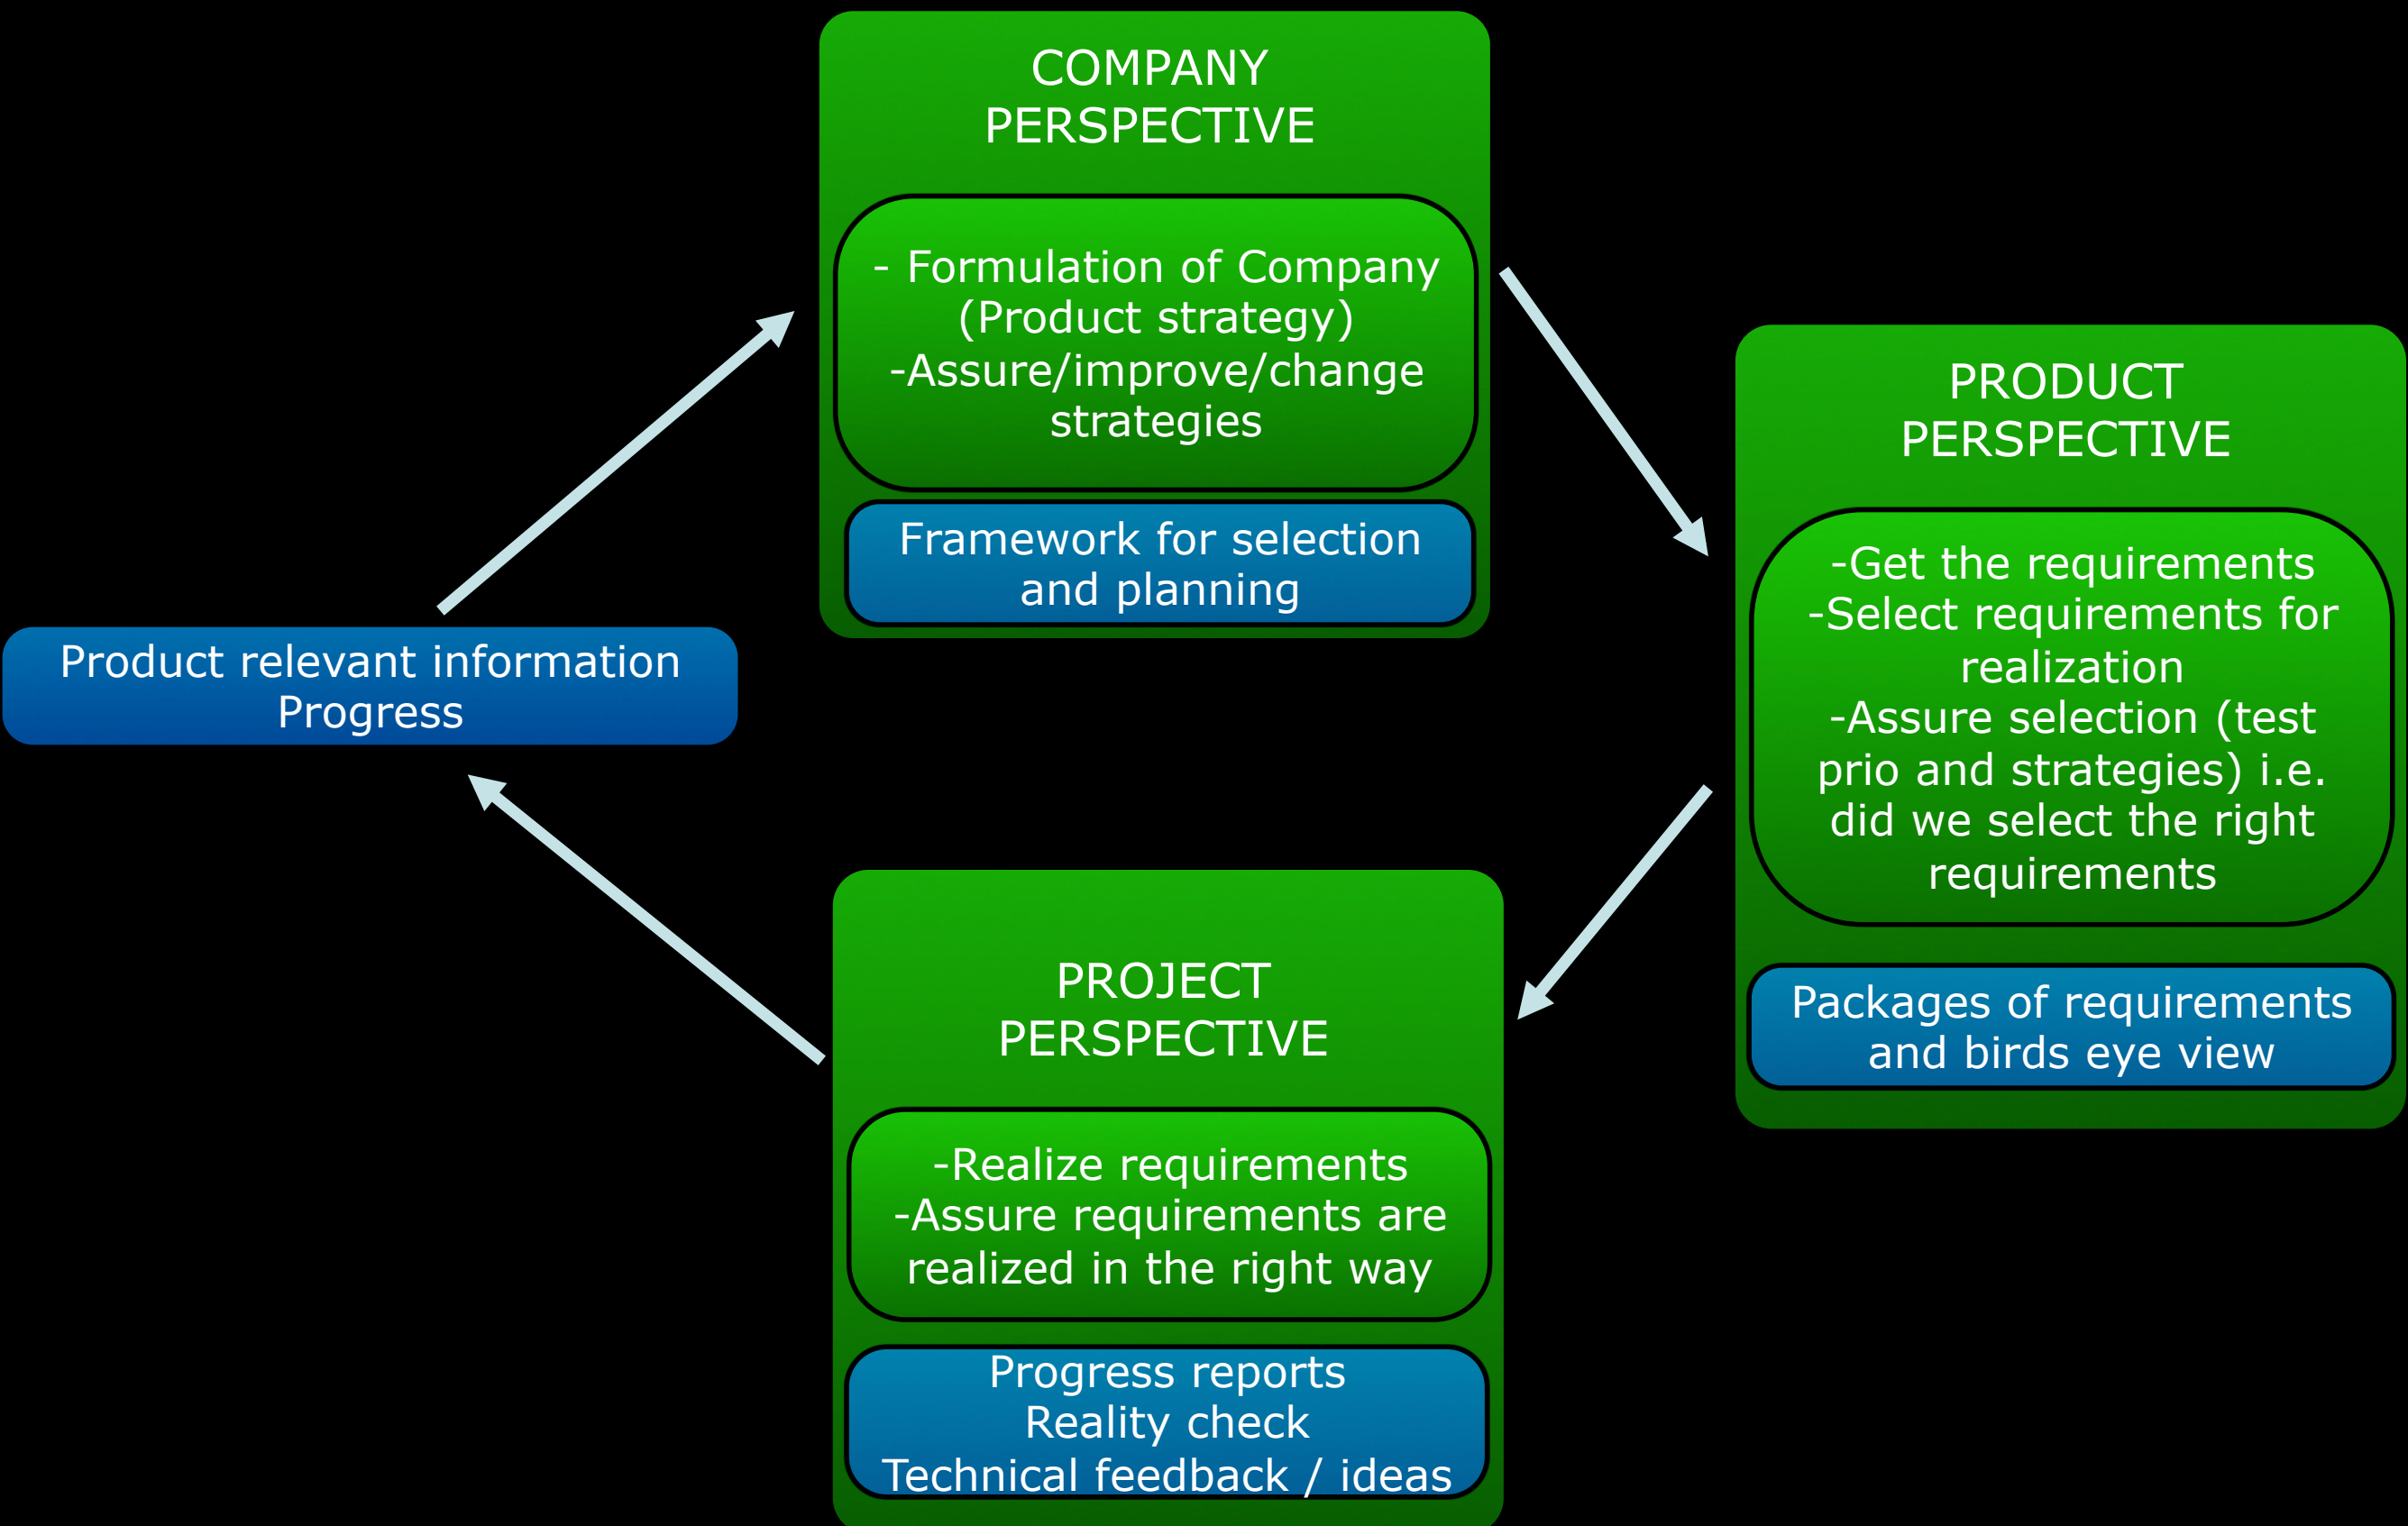 COMPANY
PERSPECTIVE
- Formulation of Company
(Product strategy)
-Assure/improve/change
strategies
Framework for selection
and planning
PRODUCT
PERSPECTIVE
-Get the requirements
-Select requirements for
realization
-Assure selection (test
prio and strategies) i.e.
did we select the right
requirements
Packages of requirements
and birds eye view
PROJECT
PERSPECTIVE
-Realize requirements
-Assure requirements are
realized in the right way
Progress reports
Reality check
Technical feedback / ideas
Product relevant information
Progress